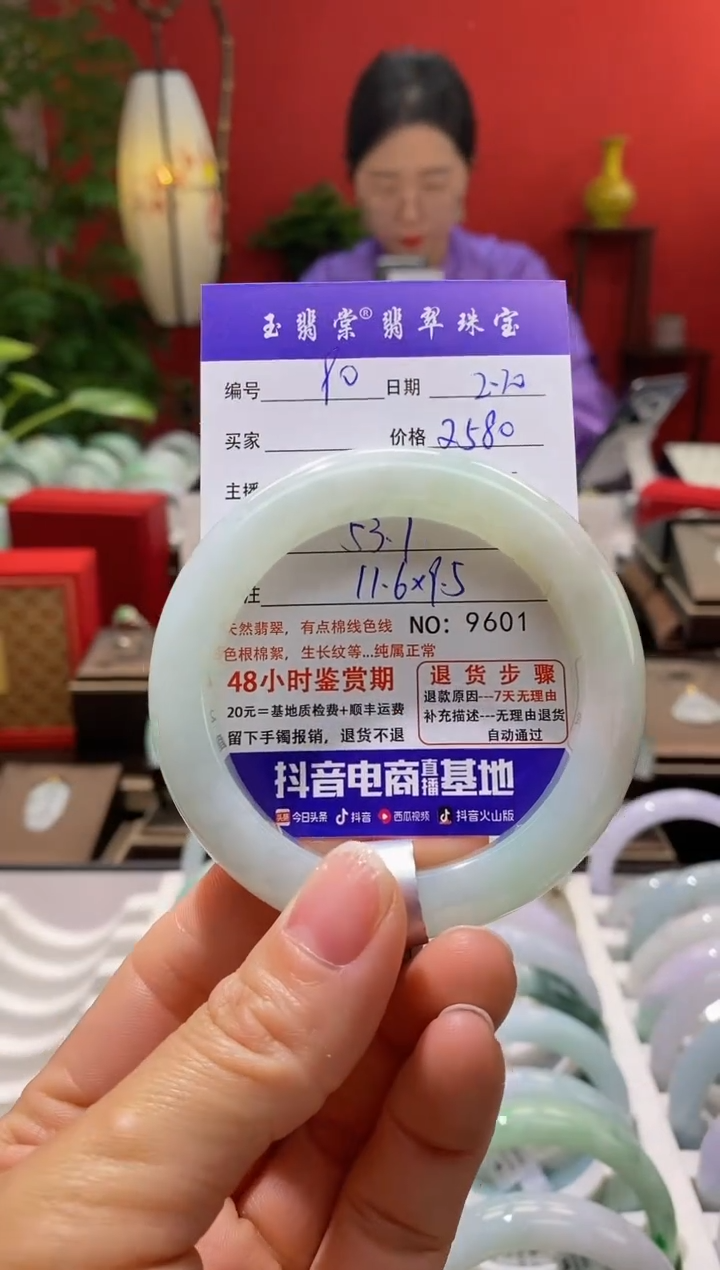 玉翡棠®翡翠珠宝
编号 80 日期 2-20
买家 价格 2580
主播
53.1
注 11.6×9.5
天然翡翠，有点棉线色线 NO: 9601
色根棉絮，生长纹等...纯属正常
48小时鉴赏期
20元=基地质检费+顺丰运费
留下手镯报销，退货不退
退货步骤
退款原因---7天无理由
补充描述---无理由退货
自动通过
抖音电商直播基地
头条 今日头条 抖音 西瓜视频 抖音火山版